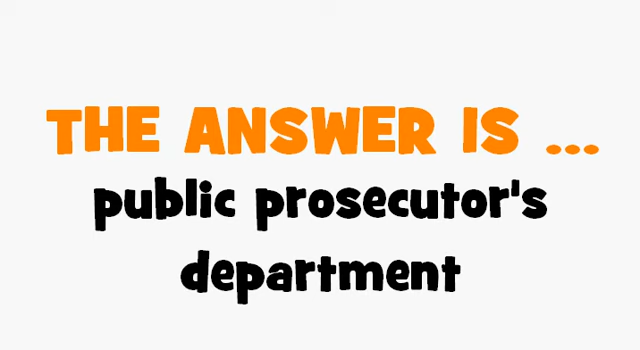 THE ANSWER IS ...
public prosecutor's
department